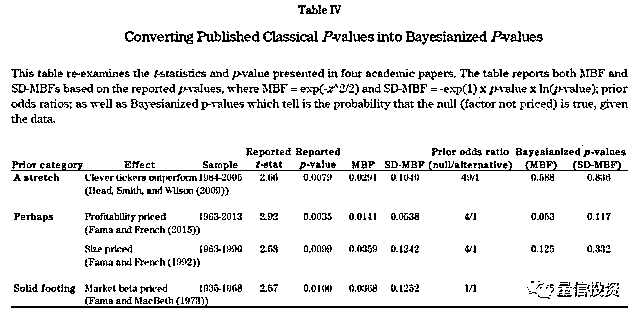 Table IV
Converting Published Classical P-values into Bayesianized P-values
This table re-examines the t-statistics and p-value presented in four academic papers. The table reports both MBF and
SD-MBFs based on the reported p-values, where MBF = exp(-z^2/2) and SD-MBF = -exp(1) x p-value x ln(p-value); prior
odds ratios; as well as Bayesianized p-values which tell is the probability that the null (factor not priced) is true, given
the data.
Reported Reported Prior odds ratio Bayesianized p-values
Prior category Effect Sample t-stat p-value MBF SD-MBF (null/alternative) (MBF) (SD-MBF)
A stretch Clever tickers outperform 1984-2005 2.66 0.0079 0.0291 0.1040 49/1 0.588 0.836
(Head, Smith, and Wilson (2009))
Perhaps Profitability priced 1963-2013 2.92 0.0035 0.0141 0.0538 4/1 0.053 0.117
(Fama and French (2015))
Size priced 1963-1990 2.58 0.0099 0.0359 0.1242 4/1 0.125 0.332
(Fama and French (1992))
Solid footing Market beta priced 1935-1968 2.57 0.0100 0.0368 0.1252 1/1
(Fama and MacBeth (1973))
量信投资